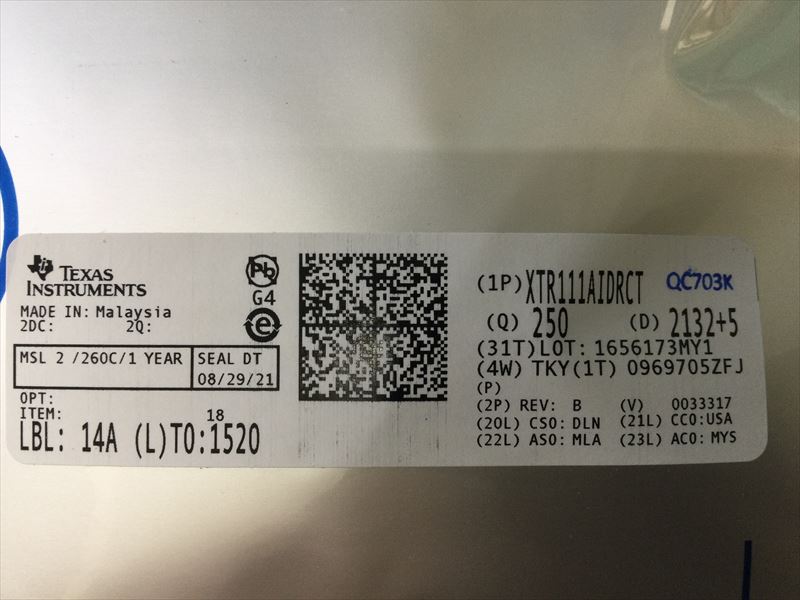 TEXAS
INSTRUMENTS
MADE IN: Malaysia
2DC: 2Q:
MSL 2 /260C/1 YEAR
SEAL DT
08/29/21
OPT:
ITEM: 18
LBL: 14A (L)TO:1520
Pb
G4
e
(1P)XTR111AIDRCT QC703K
(Q) 250 (D) 2132+5
(31T)LOT: 1656173MY1
(4W) TKY(1T) 0969705ZFJ
(P)
(2P) REV: B (V) 0033317
(20L) CSO: DLN (21L) CCO:USA
(22L) ASO: MLA (23L) ACO: MYS